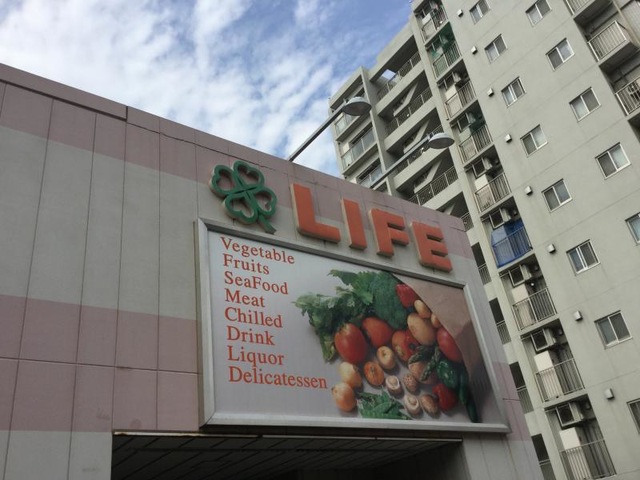 LIFE
Vegetable
Fruits
SeaFood
Meat
Chilled
Drink
Liquor
Delicatessen